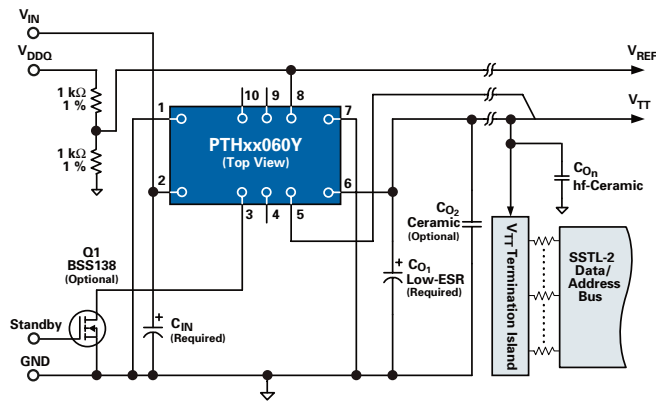 VIN
VDDQ
1 kΩ
1 %
1 kΩ
1 %
1
10
9
8
7
PTHxx060Y
(Top View)
2
3
4
5
6
VREF
VTT
COn
hf-Ceramic
CO2
Ceramic
(Optional)
Q1
BSS138
(Optional)
+
CO1
Low-ESR
(Required)
VTT Termination Island
SSTL-2
Data/
Address
Bus
Standby
+
CIN
(Required)
GND